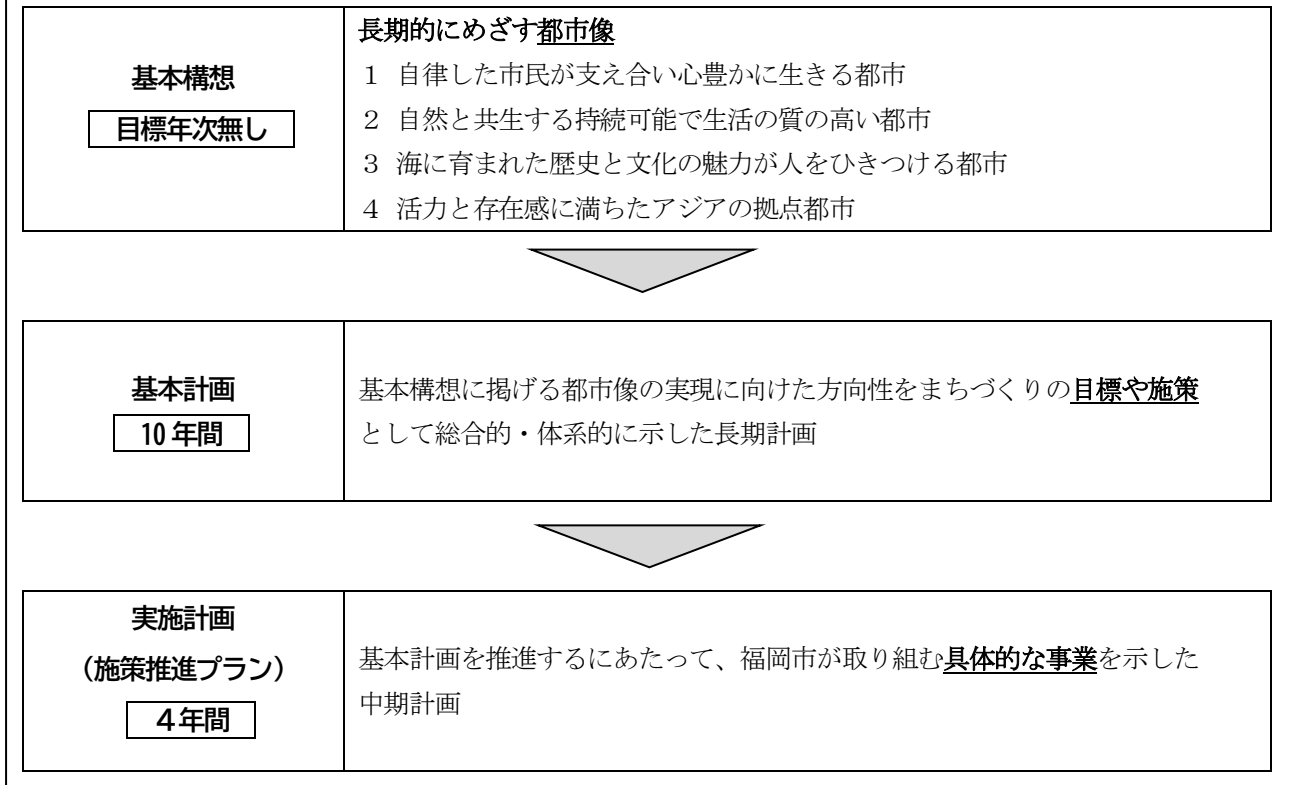 基本構想
目標年次無し
長期的にめざす都市像
１ 自律した市民が支え合い心豊かに生きる都市
２ 自然と共生する持続可能で生活の質の高い都市
３ 海に育まれた歴史と文化の魅力が人をひきつける都市
４ 活力と存在感に満ちたアジアの拠点都市
基本計画
10 年間
基本構想に掲げる都市像の実現に向けた方向性をまちづくりの目標や施策
として総合的・体系的に示した長期計画
実施計画
（施策推進プラン）
４年間
基本計画を推進するにあたって、福岡市が取り組む具体的な事業を示した
中期計画